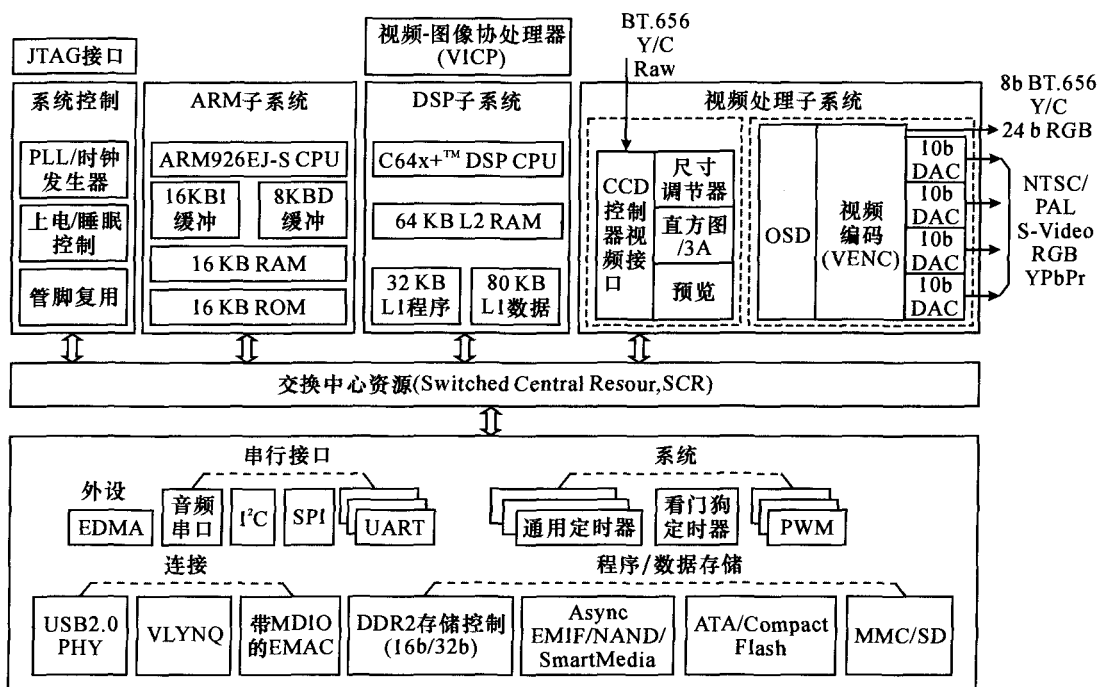 JTAG接口
系统控制
PLL/时钟
发生器
上电/睡眠
控制
管脚复用
ARM子系统
ARM926EJ-S CPU
16KBI
缓冲
8KBD
缓冲
16 KB RAM
16 KB ROM
视频-图像协处理器
(VICP)
DSP子系统
C64x+™ DSP CPU
64 KB L2 RAM
32 KB
L1程序
80 KB
L1数据
BT.656
Y/C
Raw
视频处理子系统
CCD
控制
器视
频接
口
尺寸
调节器
直方图
/3A
预览
OSD
视频
编码
(VENC)
10b
DAC
10b
DAC
10b
DAC
10b
DAC
8b BT.656
Y/C
24 b RGB
NTSC/
PAL
S-Video
RGB
YPbPr
交换中心资源(Switched Central Resour,SCR)
串行接口
系统
外设
EDMA
音频
串口
I²C
SPI
UART
通用定时器
看门狗
定时器
PWM
连接
程序/数据存储
USB2.0
PHY
VLYNQ
带MDIO
的EMAC
DDR2存储控制
(16b/32b)
Async
EMIF/NAND/
SmartMedia
ATA/Compact
Flash
MMC/SD